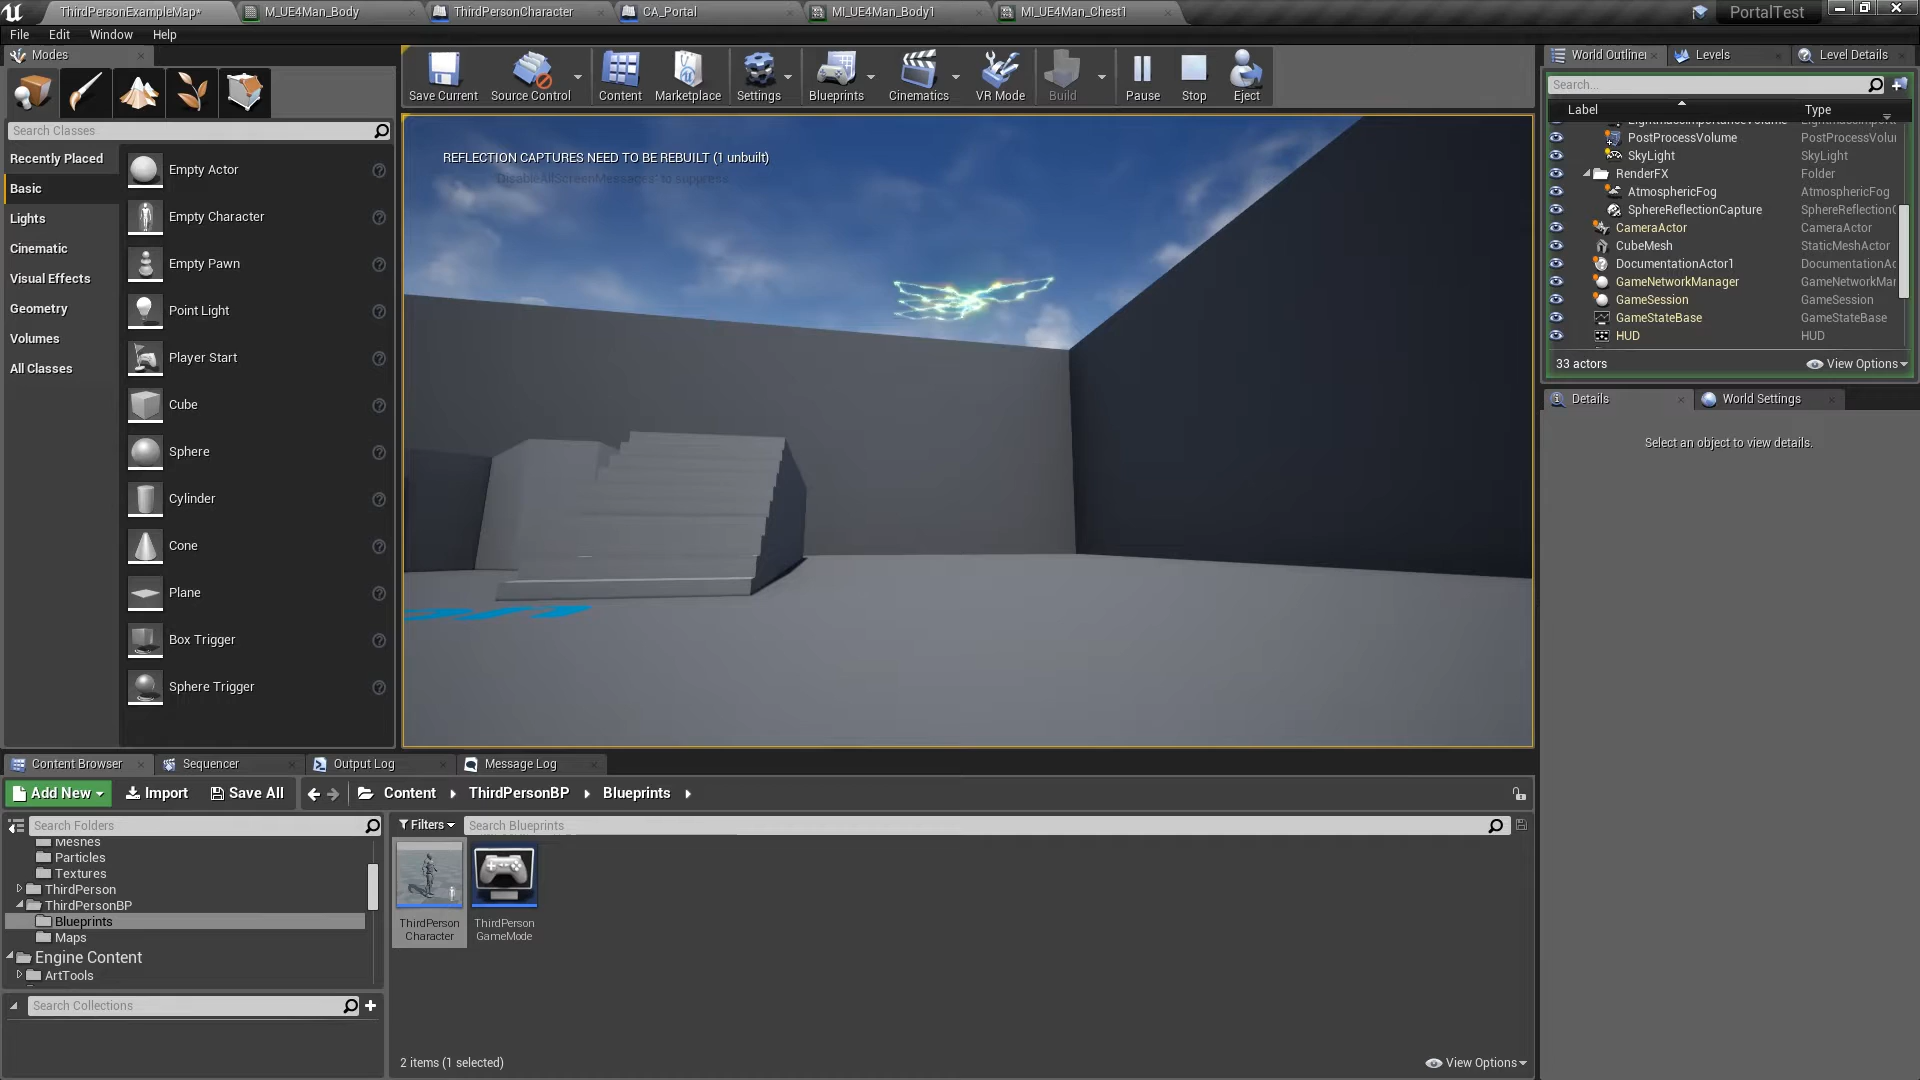 ThirdPersonExampleMap*
M_UE4Man_Body
ThirdPersonCharacter
CA_Portal
MI_UE4Man_Body1
MI_UE4Man_Chest1
PortalTest
File Edit Window Help
Modes
Save Current
Source Control
Content
Marketplace
Settings
Blueprints
Cinematics
VR Mode
Build
Pause
Stop
Eject
Search Classes
Recently Placed
Basic
Lights
Cinematic
Visual Effects
Geometry
Volumes
All Classes
Empty Actor
Empty Character
Empty Pawn
Point Light
Player Start
Cube
Sphere
Cylinder
Cone
Plane
Box Trigger
Sphere Trigger
REFLECTION CAPTURES NEED TO BE REBUILT (1 unbuilt)
'DisableAllScreenMessages' to suppress
World Outliner
Levels
Level Details
Search...
Label Type
PostProcessVolume PostProcessVolu
SkyLight SkyLight
RenderFX Folder
AtmosphericFog AtmosphericFog
SphereReflectionCapture SphereReflection
CameraActor CameraActor
CubeMesh StaticMeshActor
DocumentationActor1 DocumentationAc
GameNetworkManager GameNetworkMar
GameSession GameSession
GameStateBase GameStateBase
HUD HUD
33 actors
View Options
Details
World Settings
Select an object to view details.
Content Browser
Sequencer
Output Log
Message Log
Add New
Import
Save All
Content
ThirdPersonBP
Blueprints
Search Folders
Meshes
Particles
Textures
ThirdPerson
ThirdPersonBP
Blueprints
Maps
Engine Content
ArtTools
Search Collections
Filters
Search Blueprints
ThirdPerson
Character
ThirdPerson
GameMode
2 items (1 selected)
View Options